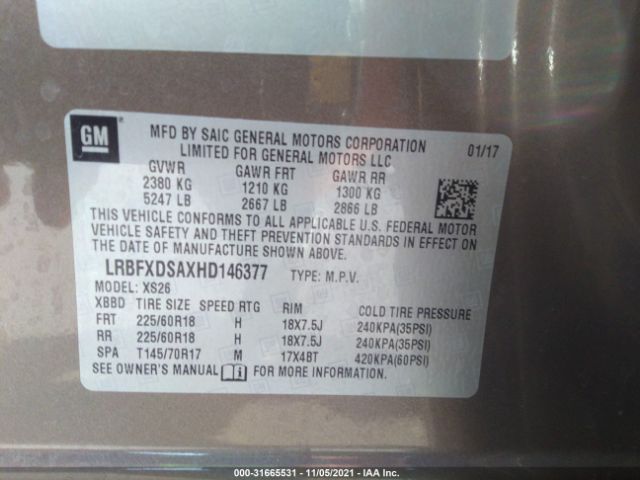 GM
MFD BY SAIC GENERAL MOTORS CORPORATION
LIMITED FOR GENERAL MOTORS LLC
01/17
GVWR GAWR FRT GAWR RR
2380 KG 1210 KG 1300 KG
5247 LB 2667 LB 2866 LB
THIS VEHICLE CONFORMS TO ALL APPLICABLE U.S. FEDERAL MOTOR
VEHICLE SAFETY AND THEFT PREVENTION STANDARDS IN EFFECT ON
THE DATE OF MANUFACTURE SHOWN ABOVE.
LRBFXDSAXHD146377 TYPE: M.P.V.
MODEL: XS26
XBBD TIRE SIZE SPEED RTG RIM COLD TIRE PRESSURE
FRT 225/60R18 H 18X7.5J 240KPA(35PSI)
RR 225/60R18 H 18X7.5J 240KPA(35PSI)
SPA T145/70R17 M 17X4BT 420KPA(60PSI)
SEE OWNER'S MANUAL FOR MORE INFORMATION.
000-31665531 - 11/05/2021 - IAA Inc.